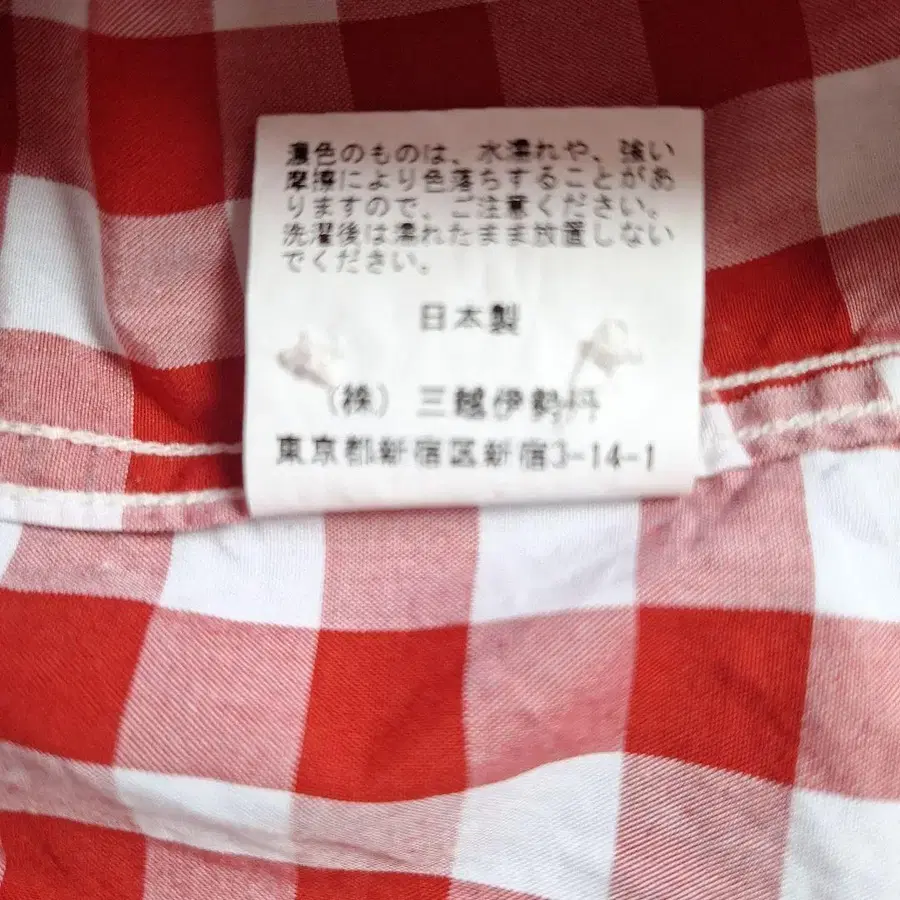 濃色のものは、水濡れや、強い
摩擦により色落ちすることがあ
りますので、ご注意ください。
洗濯後は濡れたまま放置しない
でください。
日本製
(株) 三越伊勢丹
東京都新宿区新宿3-14-1